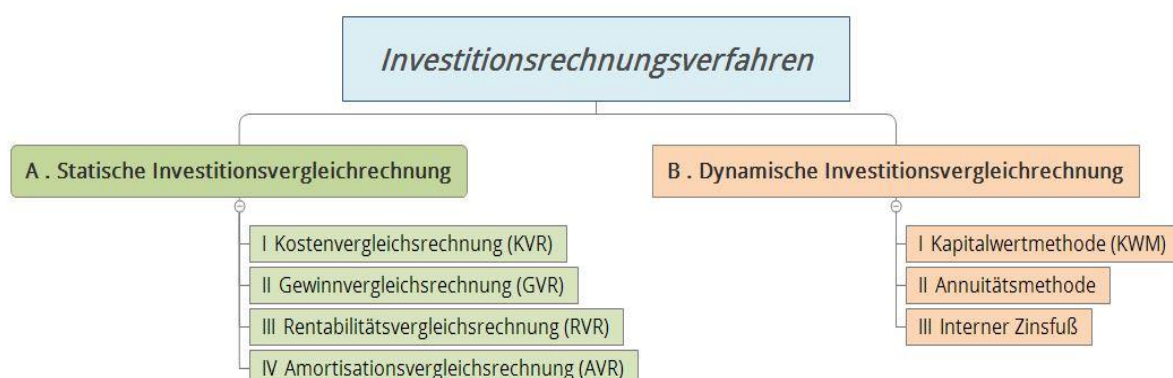 Investitionsrechnungsverfahren
A . Statische Investitionsvergleichrechnung
I Kostenvergleichsrechnung (KVR)
II Gewinnvergleichsrechnung (GVR)
III Rentabilitätsvergleichsrechnung (RVR)
IV Amortisationsvergleichsrechnung (AVR)
B . Dynamische Investitionsvergleichrechnung
I Kapitalwertmethode (KWM)
II Annuitätsmethode
III Interner Zinsfuß